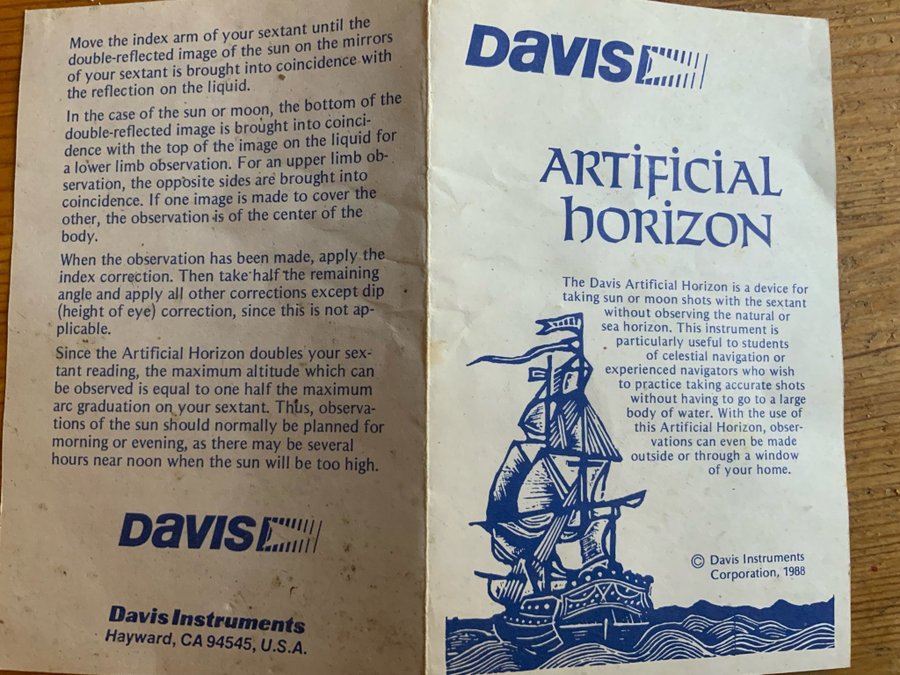 Move the index arm of your sextant until the
double-reflected image of the sun on the mirrors
of your sextant is brought into coincidence with
the reflection on the liquid.
In the case of the sun or moon, the bottom of the
double-reflected image is brought into coinci-
dence with the top of the image on the liquid for
a lower limb observation. For an upper limb ob-
servation, the opposite sides are brought into
coincidence. If one image is made to cover the
other, the observation is of the center of the
body.
When the observation has been made, apply the
index correction. Then take half the remaining
angle and apply all other corrections except dip
(height of eye) correction, since this is not ap-
plicable.
Since the Artificial Horizon doubles your sex-
tant reading, the maximum altitude which can
be observed is equal to one half the maximum
arc graduation on your sextant. Thus, observa-
tions of the sun should normally be planned for
morning or evening, as there may be several
hours near noon when the sun will be too high.
DAVIS
Davis Instruments
Hayward, CA 94545, U.S.A.
DAVIS
ARTIFICIAL
HORIZON
The Davis Artificial Horizon is a device for
taking sun or moon shots with the sextant
without observing the natural or
sea horizon. This instrument is
particularly useful to students
of celestial navigation or
experienced navigators who wish
to practice taking accurate shots
without having to go to a large
body of water. With the use of
this Artificial Horizon, obser-
vations can even be made
outside or through a window
of your home.
© Davis Instruments
Corporation, 1988